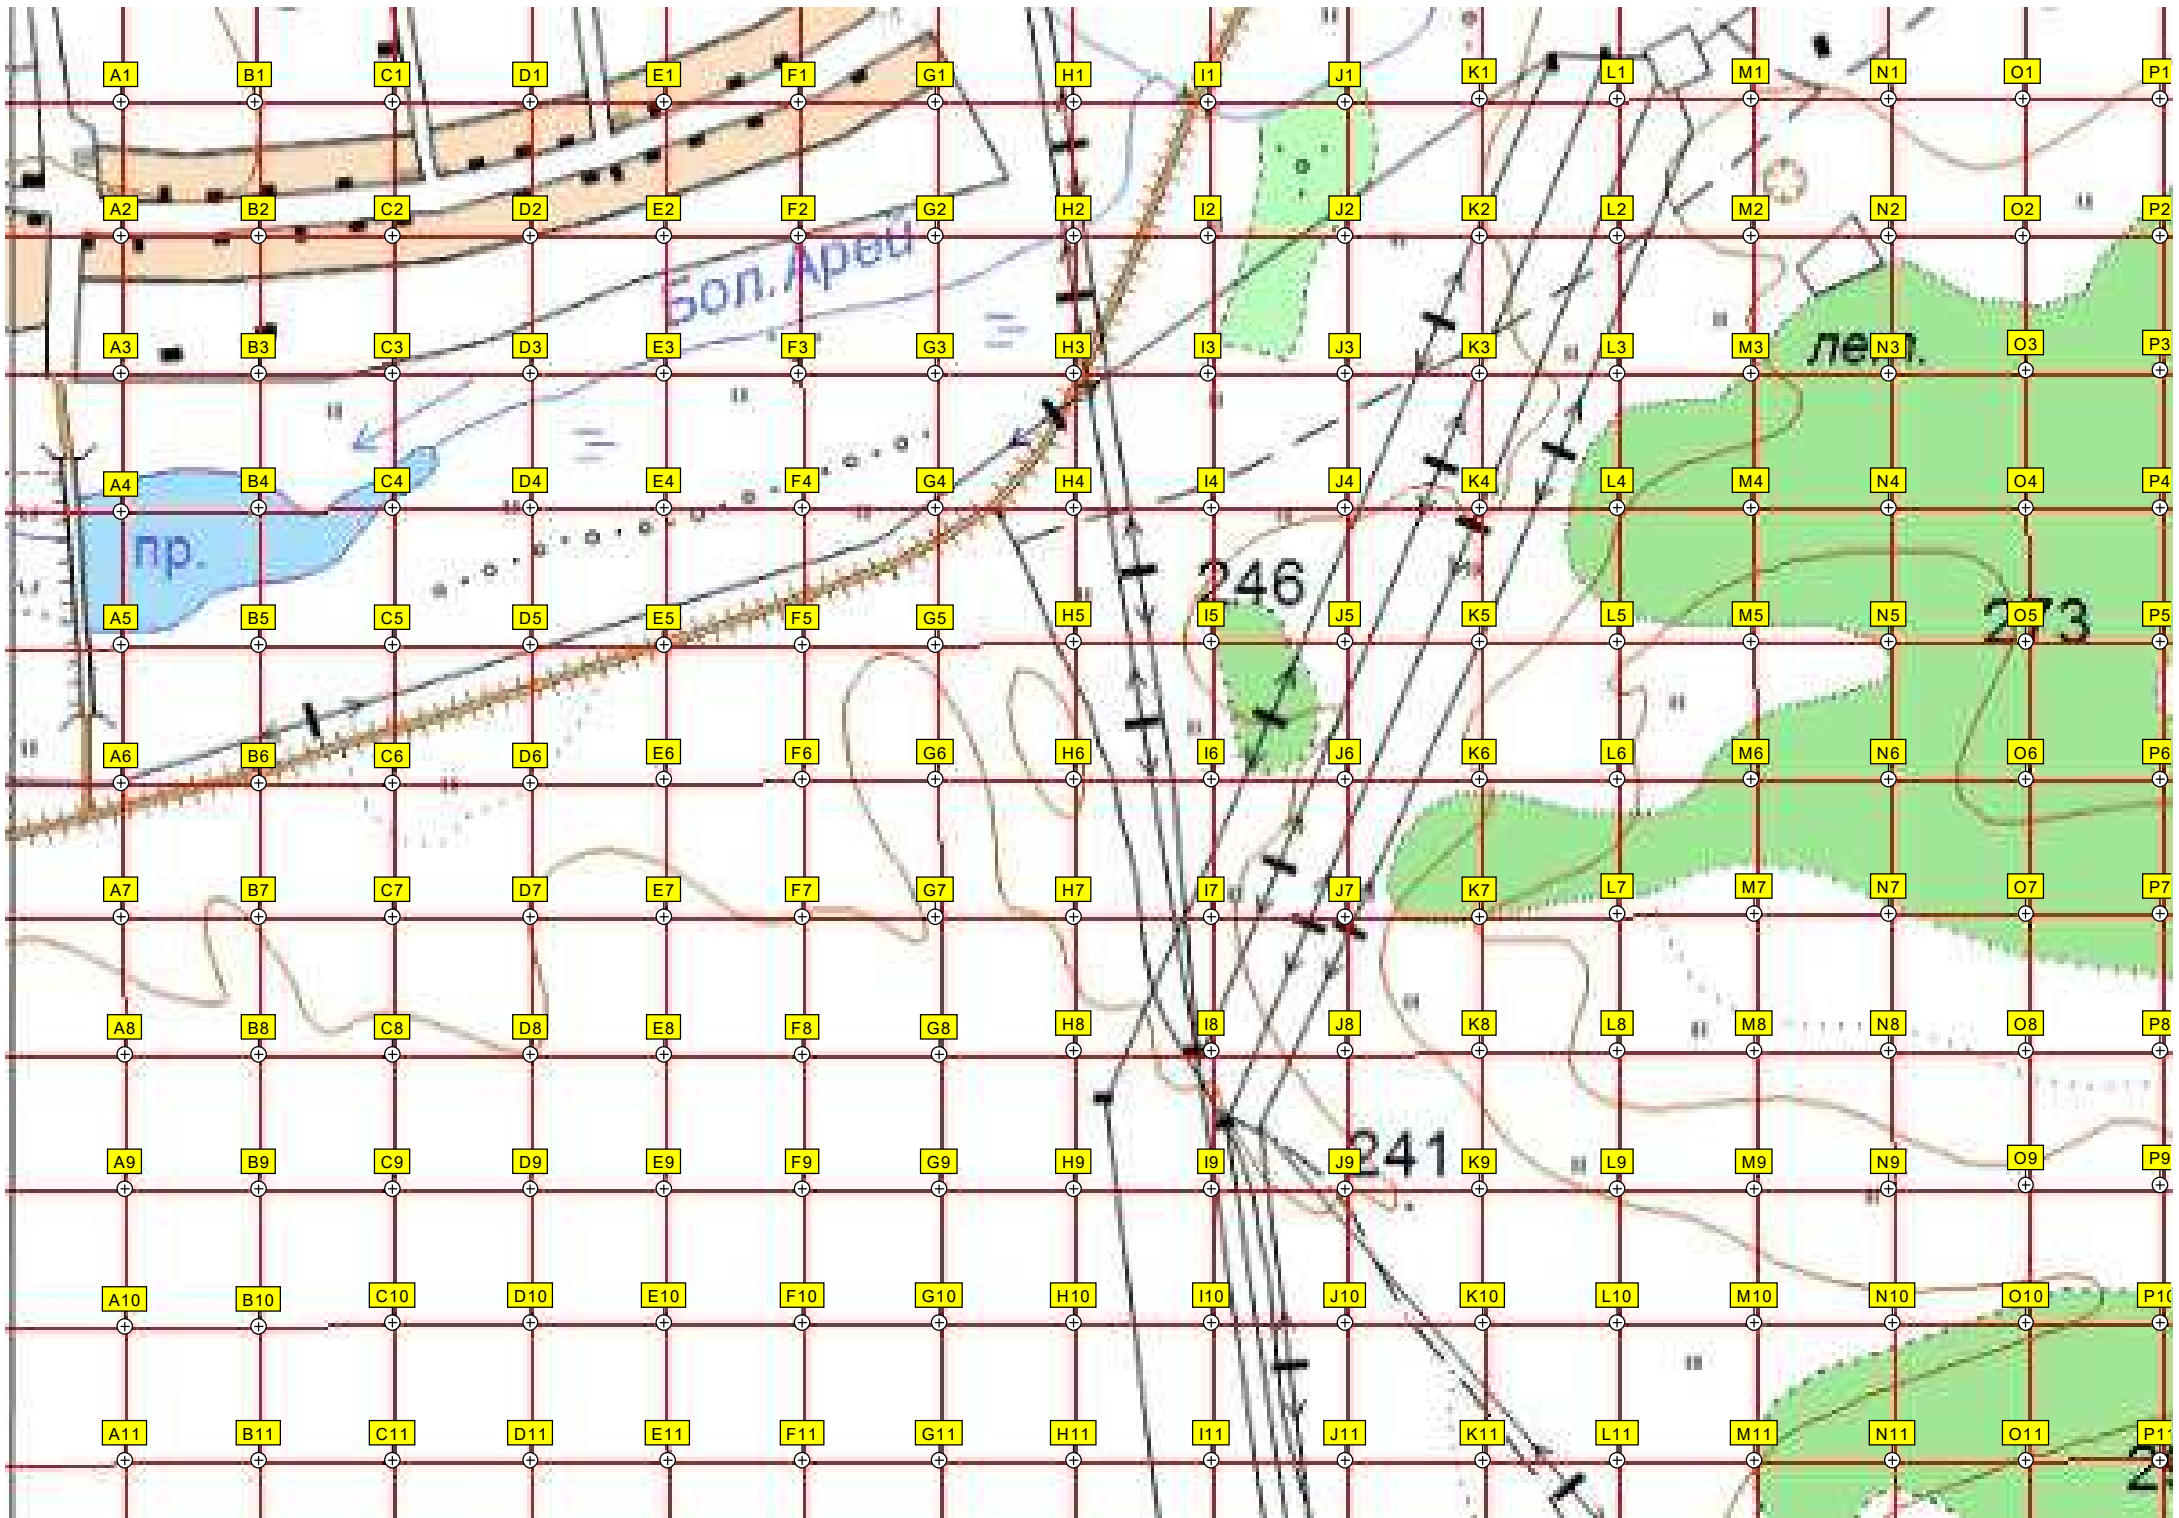 A1 B1 C1 D1 E1 F1 G1 H1 I1 J1 K1 L1 M1 N1 O1 P1
A2 B2 C2 D2 E2 F2 G2 H2 I2 J2 K2 L2 M2 N2 O2 P2
Бол. Арей
A3 B3 C3 D3 E3 F3 G3 H3 I3 J3 K3 L3 M3 N3 O3 P3
A4 B4 C4 D4 E4 F4 G4 H4 I4 J4 K4 L4 M4 N4 O4 P4
пр.
246
A5 B5 C5 D5 E5 F5 G5 H5 I5 J5 K5 L5 M5 N5 O5 P5
273
A6 B6 C6 D6 E6 F6 G6 H6 I6 J6 K6 L6 M6 N6 O6 P6
A7 B7 C7 D7 E7 F7 G7 H7 I7 J7 K7 L7 M7 N7 O7 P7
A8 B8 C8 D8 E8 F8 G8 H8 I8 J8 K8 L8 M8 N8 O8 P8
241
A9 B9 C9 D9 E9 F9 G9 H9 I9 J9 K9 L9 M9 N9 O9 P9
A10 B10 C10 D10 E10 F10 G10 H10 I10 J10 K10 L10 M10 N10 O10 P10
A11 B11 C11 D11 E11 F11 G11 H11 I11 J11 K11 L11 M11 N11 O11 P11